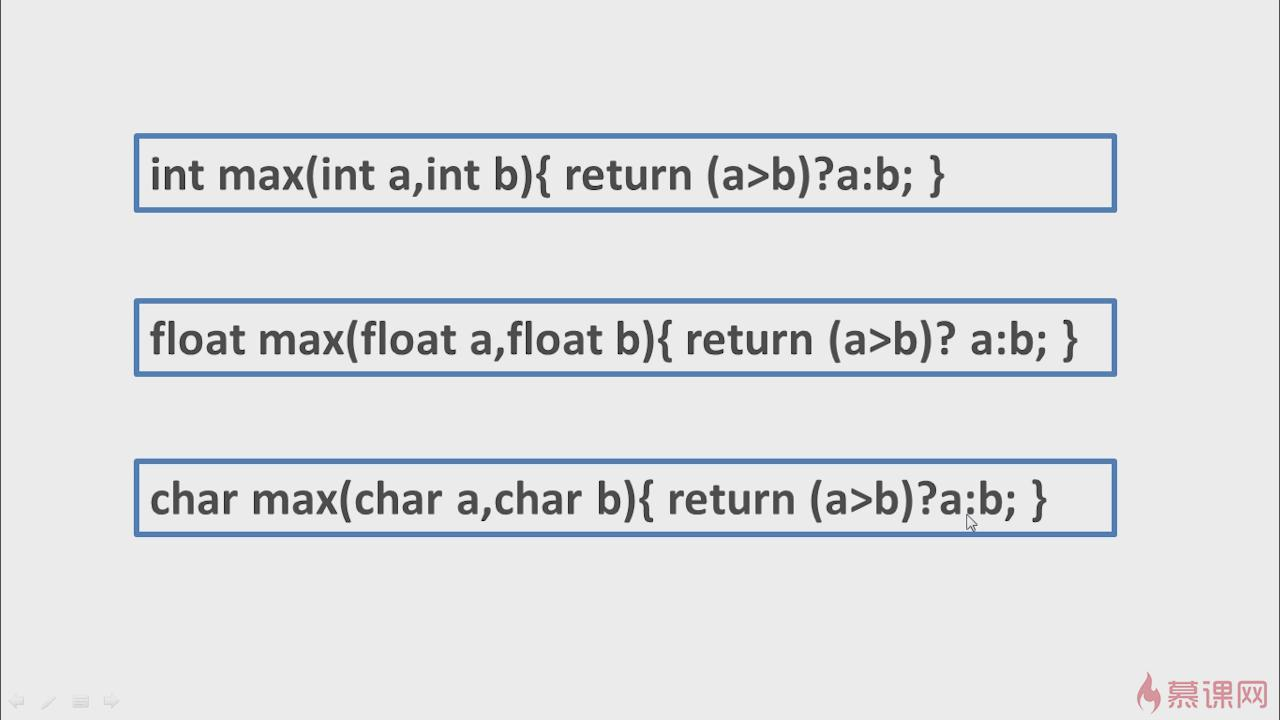 int max(int a,int b){ return (a>b)?a:b; }
float max(float a,float b){ return (a>b)? a:b; }
char max(char a,char b){ return (a>b)?a:b; }
慕课网